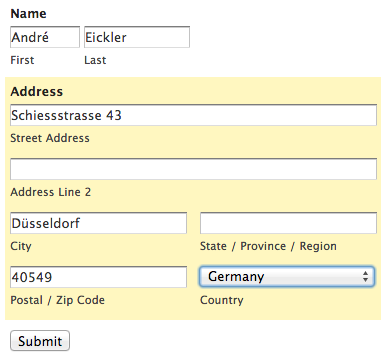 Name
André Eickler
First Last
Address
Schiessstrasse 43
Street Address
Address Line 2
Düsseldorf
City State / Province / Region
40549 Germany
Postal / Zip Code Country
Submit